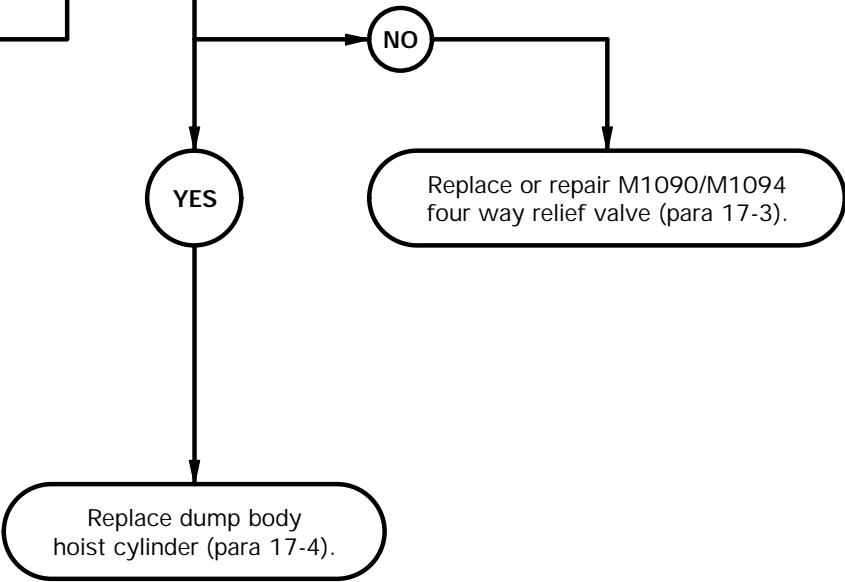 NO
YES
Replace or repair M1090/M1094
four way relief valve (para 17-3).
Replace dump body
hoist cylinder (para 17-4).